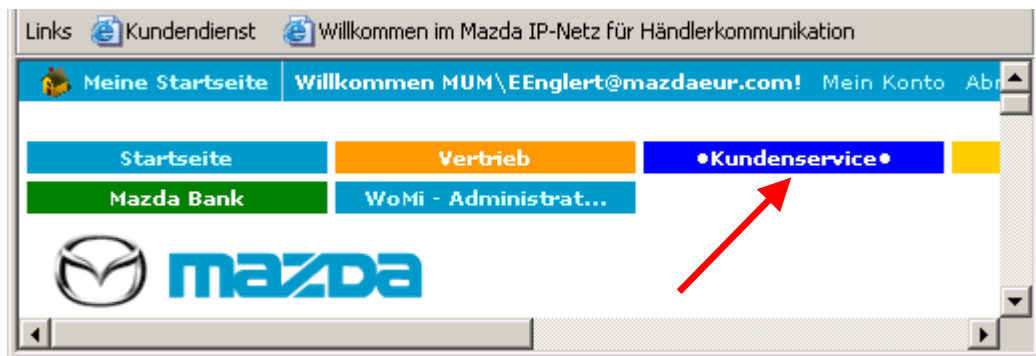 Links Kundendienst Willkommen im Mazda IP-Netz für Händlerkommunikation
Meine Startseite Willkommen MUM\EEnglert@mazdaeur.com! Mein Konto Abr
Startseite Vertrieb •Kundenservice•
Mazda Bank WoMi - Administrat...
mazda